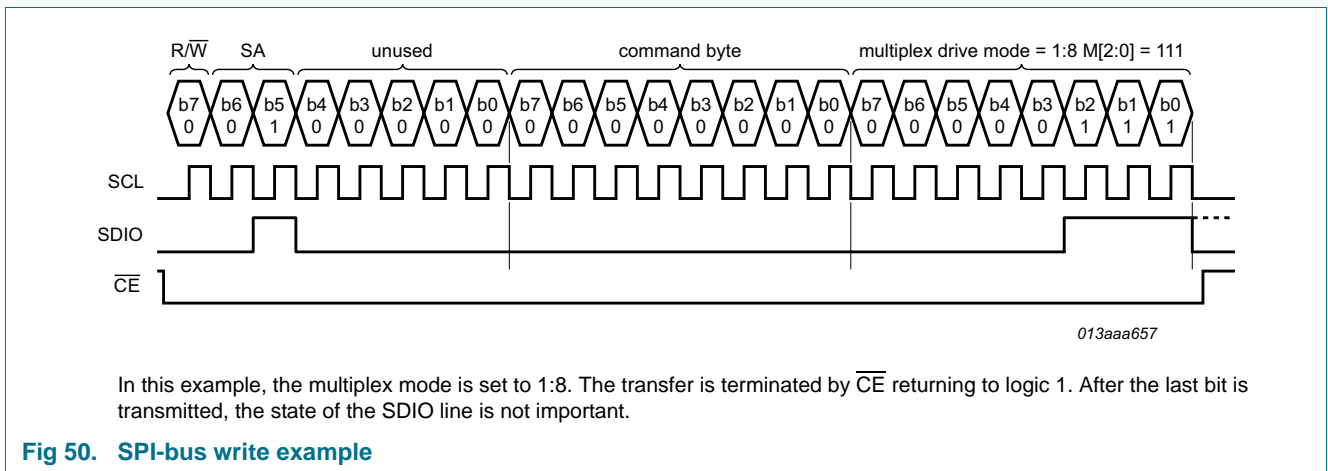 R/W SA unused command byte multiplex drive mode = 1:8 M[2:0] = 111
b7 b6 b5 b4 b3 b2 b1 b0 b7 b6 b5 b4 b3 b2 b1 b0 b7 b6 b5 b4 b3 b2 b1 b0
0 0 1 0 0 0 0 0 0 0 0 0 0 0 0 0 0 0 0 0 0 1 1 1
SCL
SDIO
CE
013aaa657
In this example, the multiplex mode is set to 1:8. The transfer is terminated by CE returning to logic 1. After the last bit is
transmitted, the state of the SDIO line is not important.
Fig 50. SPI-bus write example